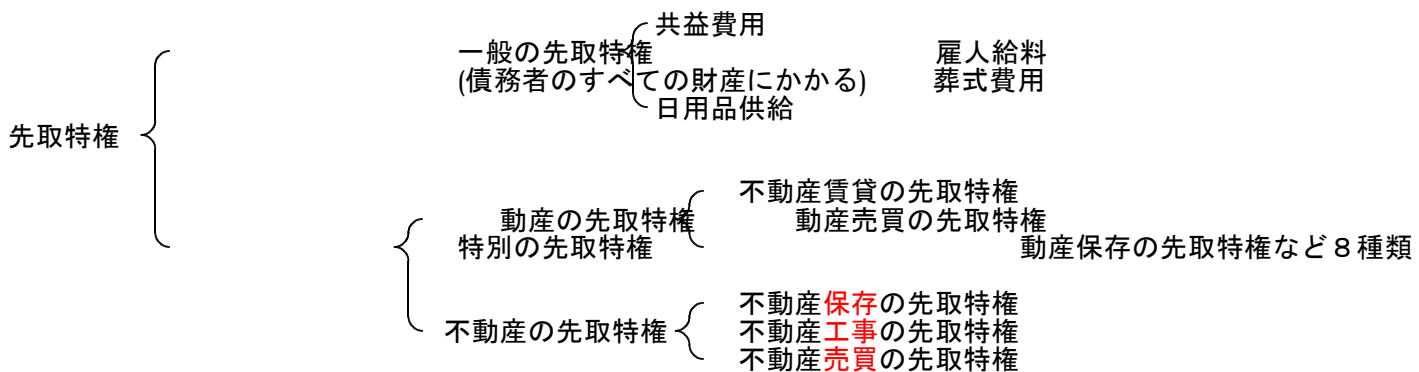 共益費用
一般の先取特権 雇人給料
(債務者のすべての財産にかかる) 葬式費用
日用品供給
先取特権
不動産賃貸の先取特権
動産の先取特権 動産売買の先取特権
特別の先取特権 動産保存の先取特権など８種類
不動産保存の先取特権
不動産の先取特権 不動産工事の先取特権
不動産売買の先取特権